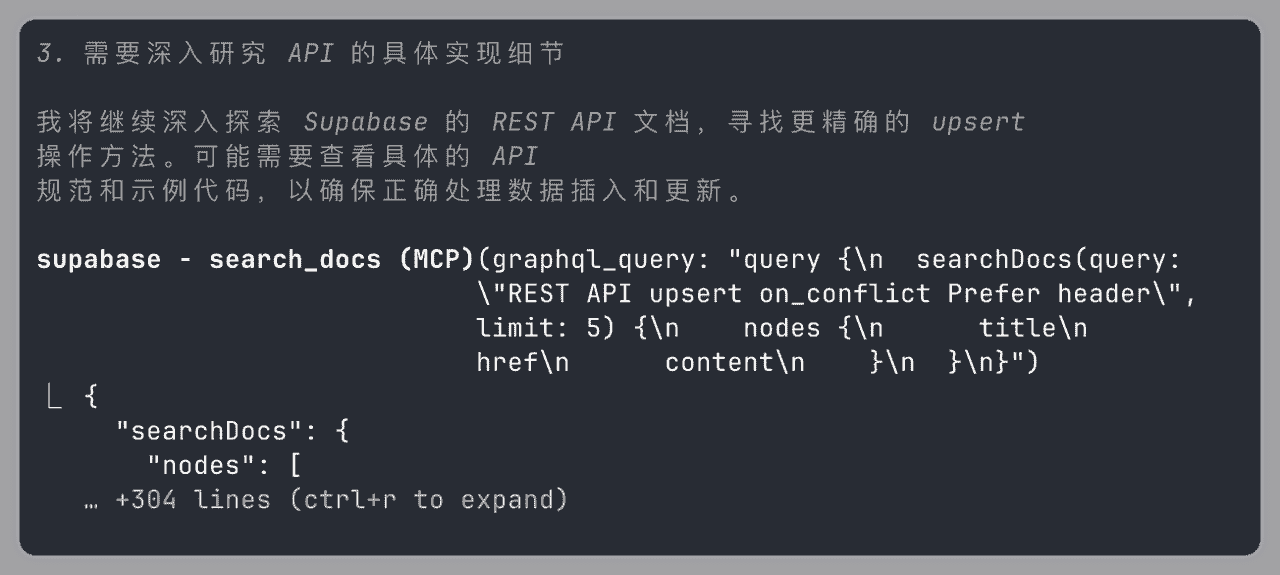 3. 需要深入研究 API 的具体实现细节
我将继续深入探索 Supabase 的 REST API 文档，寻找更精确的 upsert
操作方法。可能需要查看具体的 API
规范和示例代码，以确保正确处理数据插入和更新。
supabase - search_docs (MCP)(graphql_query: "query {\n  searchDocs(query:
\"REST API upsert on_conflict Prefer header\",
limit: 5) {\n    nodes {\n      title\n
href\n      content\n    }\n  }\n}")
⎿ {
"searchDocs": {
"nodes": [
… +304 lines (ctrl+r to expand)